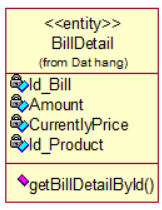 <<entity>>
BillDetail
(from Dat hang)
Id_Bill
Amount
CurrentlyPrice
Id_Product
getBillDetailById()